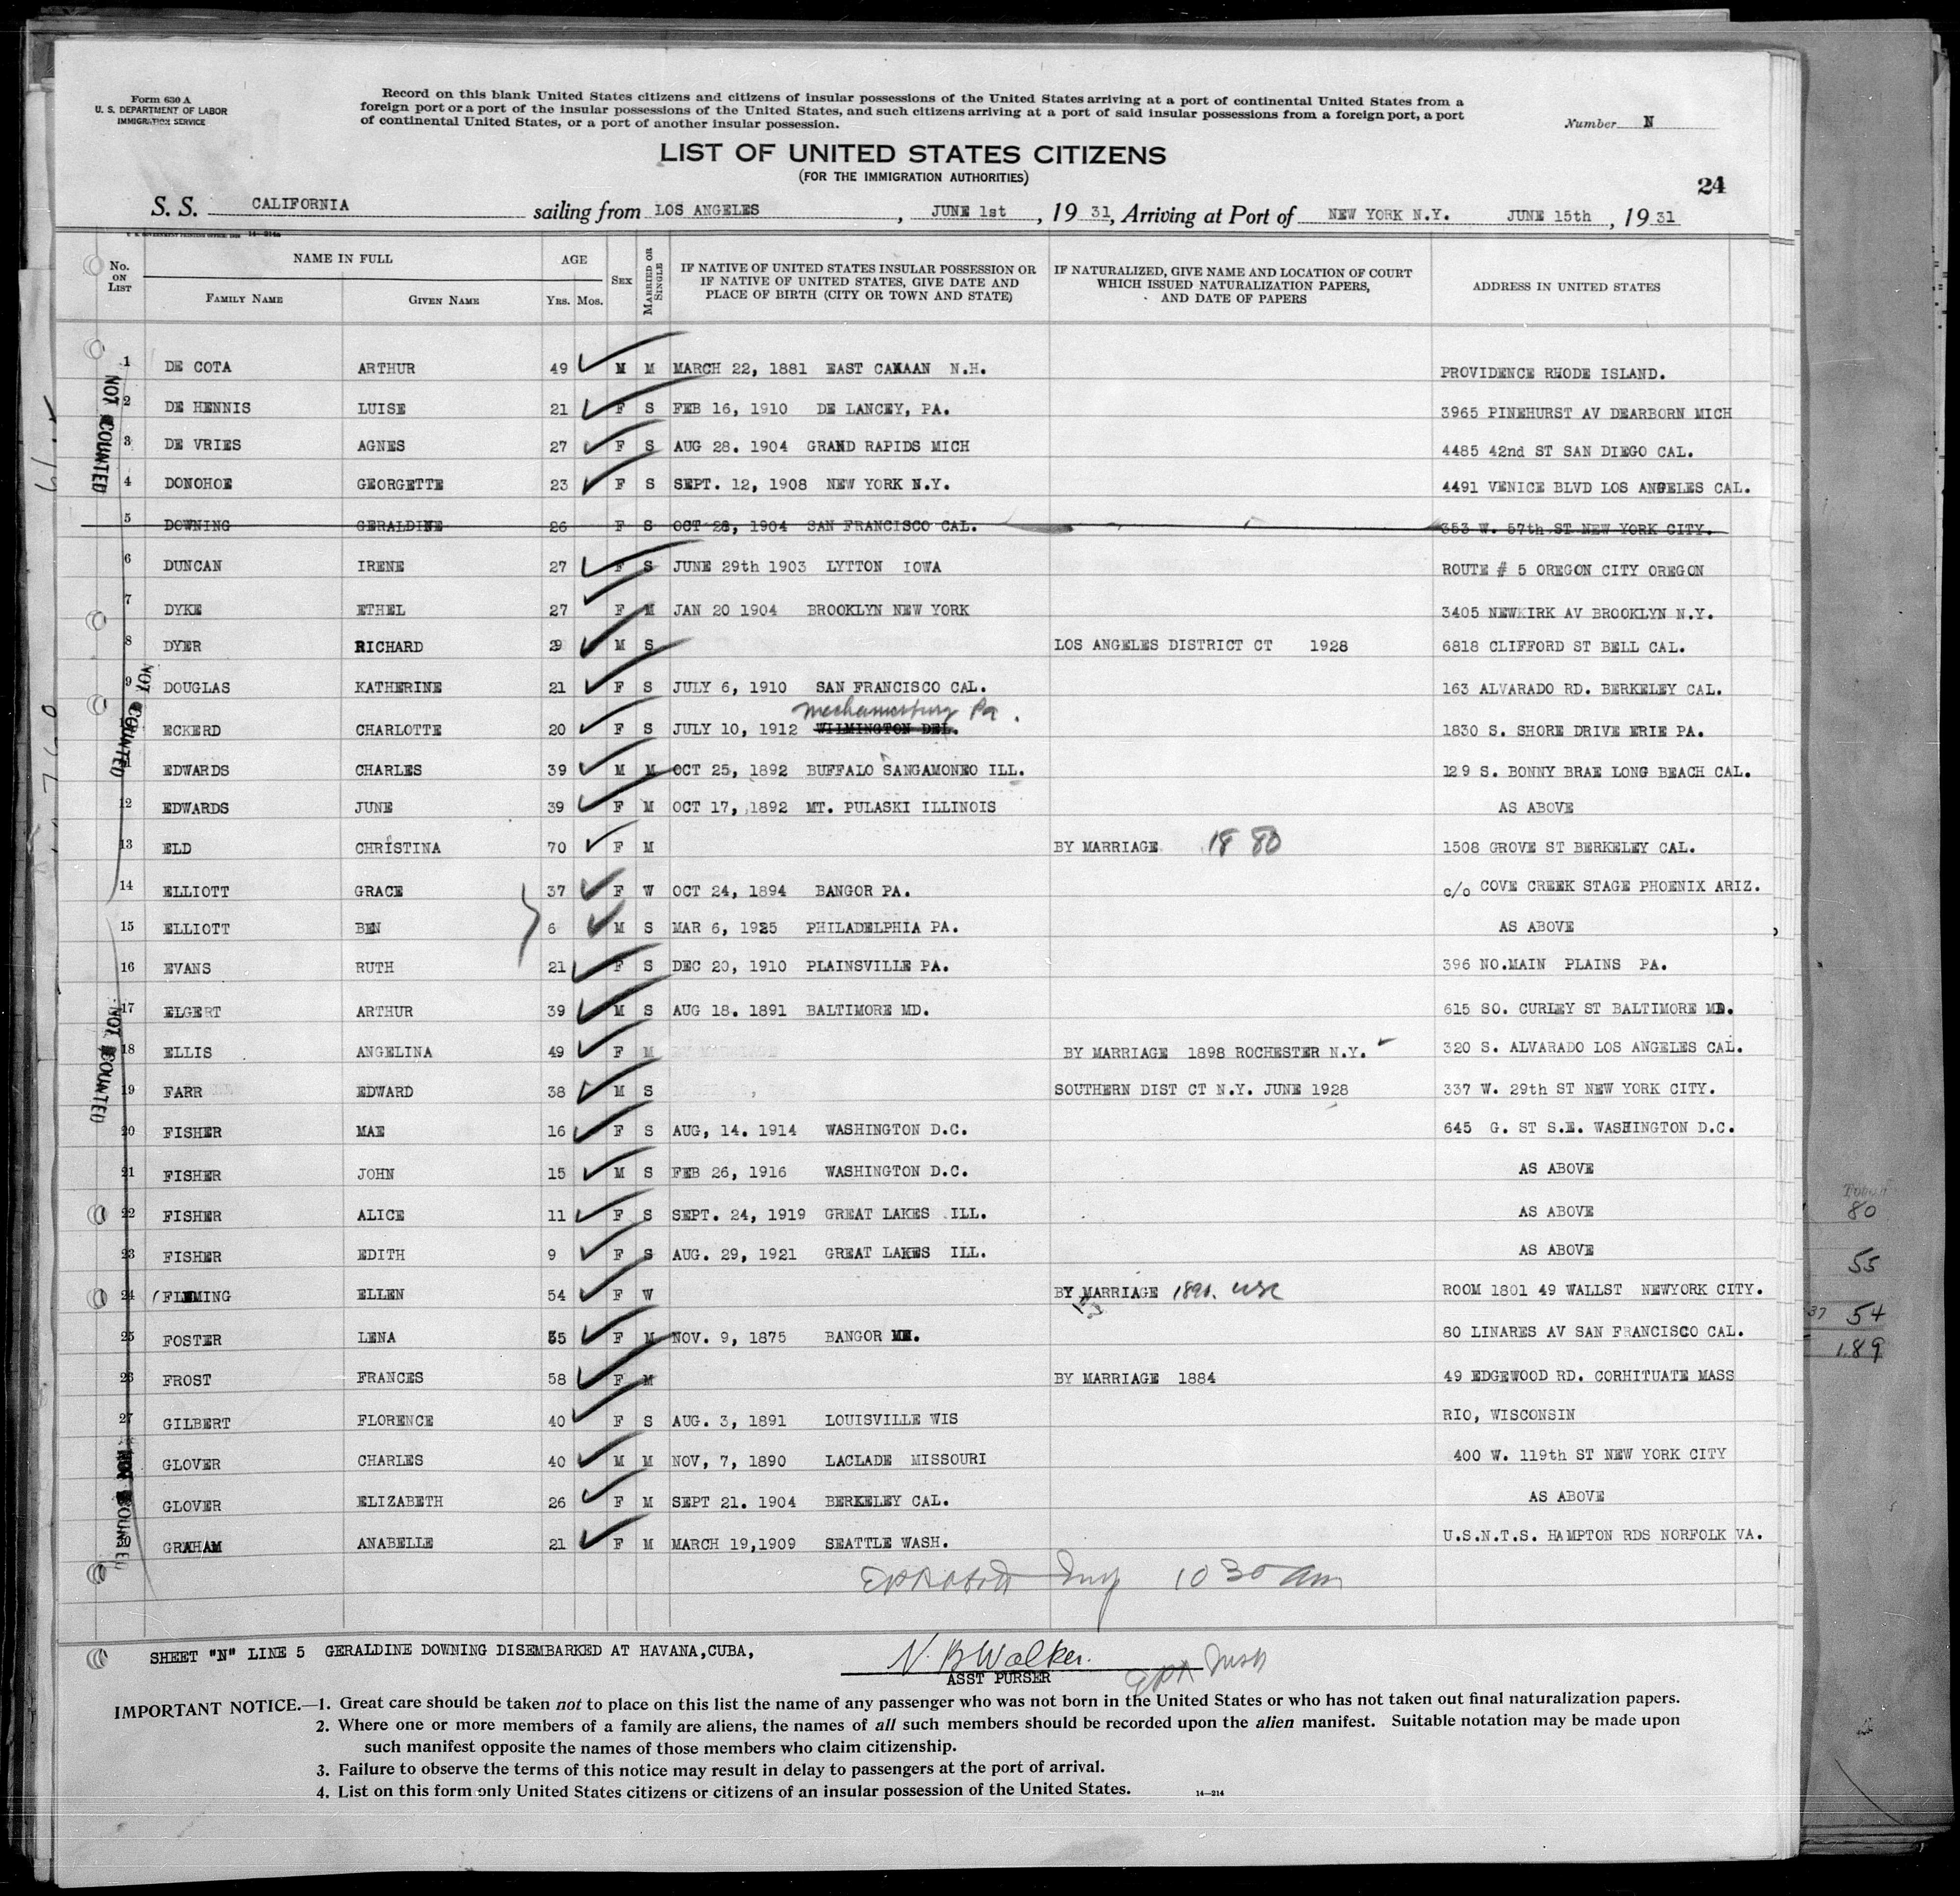 Form 630 A
U. S. DEPARTMENT OF LABOR
IMMIGRATION SERVICE
Record on this blank United States citizens and citizens of insular possessions of the United States arriving at a port of continental United States from a
foreign port or a port of the insular possessions of the United States, and such citizens arriving at a port of said insular possessions from a foreign port, a port
of continental United States, or a port of another insular possession.
Number N
LIST OF UNITED STATES CITIZENS
(FOR THE IMMIGRATION AUTHORITIES)
24
S. S. CALIFORNIA sailing from LOS ANGELES , JUNE 1st , 19 31, Arriving at Port of NEW YORK N.Y. JUNE 15th , 19 31
No. ON LIST NAME IN FULL FAMILY NAME GIVEN NAME AGE YRS. MOS. SEX MARRIED OR SINGLE IF NATIVE OF UNITED STATES INSULAR POSSESSION OR IF NATIVE OF UNITED STATES, GIVE DATE AND PLACE OF BIRTH (CITY OR TOWN AND STATE) IF NATURALIZED, GIVE NAME AND LOCATION OF COURT WHICH ISSUED NATURALIZATION PAPERS, AND DATE OF PAPERS ADDRESS IN UNITED STATES
1 DE COTA ARTHUR 49 M M MARCH 22, 1881 EAST CANAAN N.H. PROVIDENCE RHODE ISLAND.
2 DE HENNIS LUISE 21 F S FEB 16, 1910 DE LANCEY, PA. 3965 PINEHURST AV DEARBORN MICH
3 DE VRIES AGNES 27 F S AUG 28. 1904 GRAND RAPIDS MICH 4485 42nd ST SAN DIEGO CAL.
4 DONOHOE GEORGETTE 23 F S SEPT. 12, 1908 NEW YORK N.Y. 4491 VENICE BLVD LOS ANGELES CAL.
5 DOWNING GERALDINE 26 F S OCT 28, 1904 SAN FRANCISCO CAL. 353 W. 57th ST NEW YORK CITY.
6 DUNCAN IRENE 27 F S JUNE 29th 1903 LYTTON IOWA ROUTE # 5 OREGON CITY OREGON
7 DYKE ETHEL 27 F M JAN 20 1904 BROOKLYN NEW YORK 3405 NEWKIRK AV BROOKLYN N.Y.
8 DYER RICHARD 29 M S LOS ANGELES DISTRICT CT 1928 6818 CLIFFORD ST BELL CAL.
9 DOUGLAS KATHERINE 21 F S JULY 6, 1910 SAN FRANCISCO CAL. 163 ALVARADO RD. BERKELEY CAL.
Mechanicsburg Pa.
ECKERD CHARLOTTE 20 F S JULY 10, 1912 WILMINGTON DEL. 1830 S. SHORE DRIVE ERIE PA.
11 EDWARDS CHARLES 39 M M OCT 25, 1892 BUFFALO SANGAMONEO ILL. 129 S. BONNY BRAE LONG BEACH CAL.
12 EDWARDS JUNE 39 F M OCT 17, 1892 MT. PULASKI ILLINOIS AS ABOVE
13 ELD CHRISTINA 70 F M BY MARRIAGE 1880 1508 GROVE ST BERKELEY CAL.
14 ELLIOTT GRACE 37 F W OCT 24, 1894 BANGOR PA. c/o COVE CREEK STAGE PHOENIX ARIZ.
15 ELLIOTT BEN 6 M S MAR 6, 1925 PHILADELPHIA PA. AS ABOVE
16 EVANS RUTH 21 F S DEC 20, 1910 PLAINSVILLE PA. 396 NO.MAIN PLAINS PA.
17 ELGERT ARTHUR 39 M S AUG 18. 1891 BALTIMORE MD. 615 SO. CURLEY ST BALTIMORE MD.
18 ELLIS ANGELINA 49 F M BY MARRIAGE 1898 ROCHESTER N.Y. 320 S. ALVARADO LOS ANGELES CAL.
19 FARR EDWARD 38 M S SOUTHERN DIST CT N.Y. JUNE 1928 337 W. 29th ST NEW YORK CITY.
20 FISHER MAE 16 F S AUG, 14. 1914 WASHINGTON D.C. 645 G. ST S.E. WASHINGTON D.C.
21 FISHER JOHN 15 M S FEB 26, 1916 WASHINGTON D.C. AS ABOVE
22 FISHER ALICE 11 F S SEPT. 24, 1919 GREAT LAKES ILL. AS ABOVE
23 FISHER EDITH 9 F S AUG. 29, 1921 GREAT LAKES ILL. AS ABOVE
24 FLEMING ELLEN 54 F W BY MARRIAGE ROOM 1801 49 WALLST NEWYORK CITY.
25 FOSTER LENA 55 F M NOV. 9, 1875 BANGOR ME. 80 LINARES AV SAN FRANCISCO CAL.
26 FROST FRANCES 58 F M BY MARRIAGE 1884 49 EDGEWOOD RD. CORHITUATE MASS
27 GILBERT FLORENCE 40 F S AUG. 3, 1891 LOUISVILLE WIS RIO, WISCONSIN
GLOVER CHARLES 40 M M NOV, 7, 1890 LACLADE MISSOURI 400 W. 119th ST NEW YORK CITY
GLOVER ELIZABETH 26 F M SEPT 21. 1904 BERKELEY CAL. AS ABOVE
30 GRAHAM ANABELLE 21 F M MARCH 19,1909 SEATTLE WASH. U.S.N.T.S. HAMPTON RDS NORFOLK VA.
NOT COUNTED
NOT COUNTED
NOT COUNTED
NOT COUNTED
10 30 am
80
55
54
189
SHEET "N" LINE 5 GERALDINE DOWNING DISEMBARKED AT HAVANA,CUBA,
N. B Walker.
ASST PURSER
IMPORTANT NOTICE.—1. Great care should be taken not to place on this list the name of any passenger who was not born in the United States or who has not taken out final naturalization papers.
2. Where one or more members of a family are aliens, the names of all such members should be recorded upon the alien manifest. Suitable notation may be made upon
such manifest opposite the names of those members who claim citizenship.
3. Failure to observe the terms of this notice may result in delay to passengers at the port of arrival.
4. List on this form only United States citizens or citizens of an insular possession of the United States.
14—214